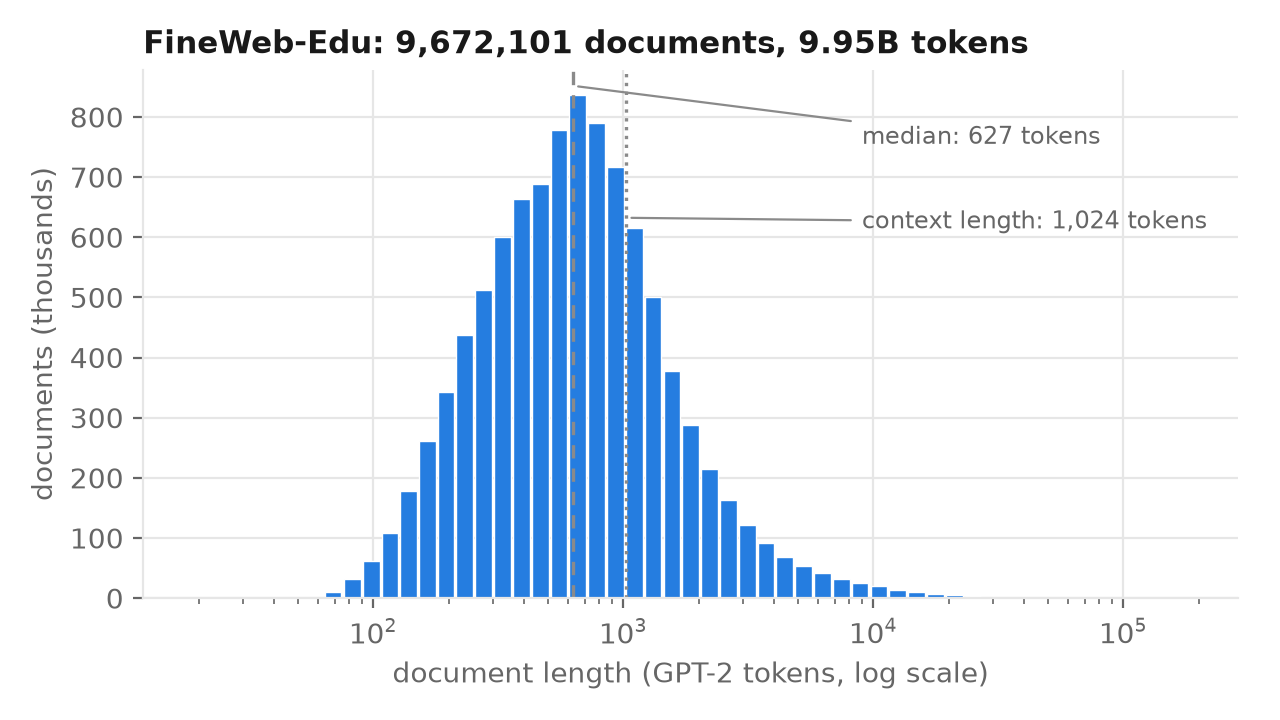 FineWeb-Edu: 9,672,101 documents, 9.95B tokens
documents (thousands)
800
700
600
500
400
300
200
100
0
median: 627 tokens
context length: 1,024 tokens
10²
10³
10⁴
10⁵
document length (GPT-2 tokens, log scale)